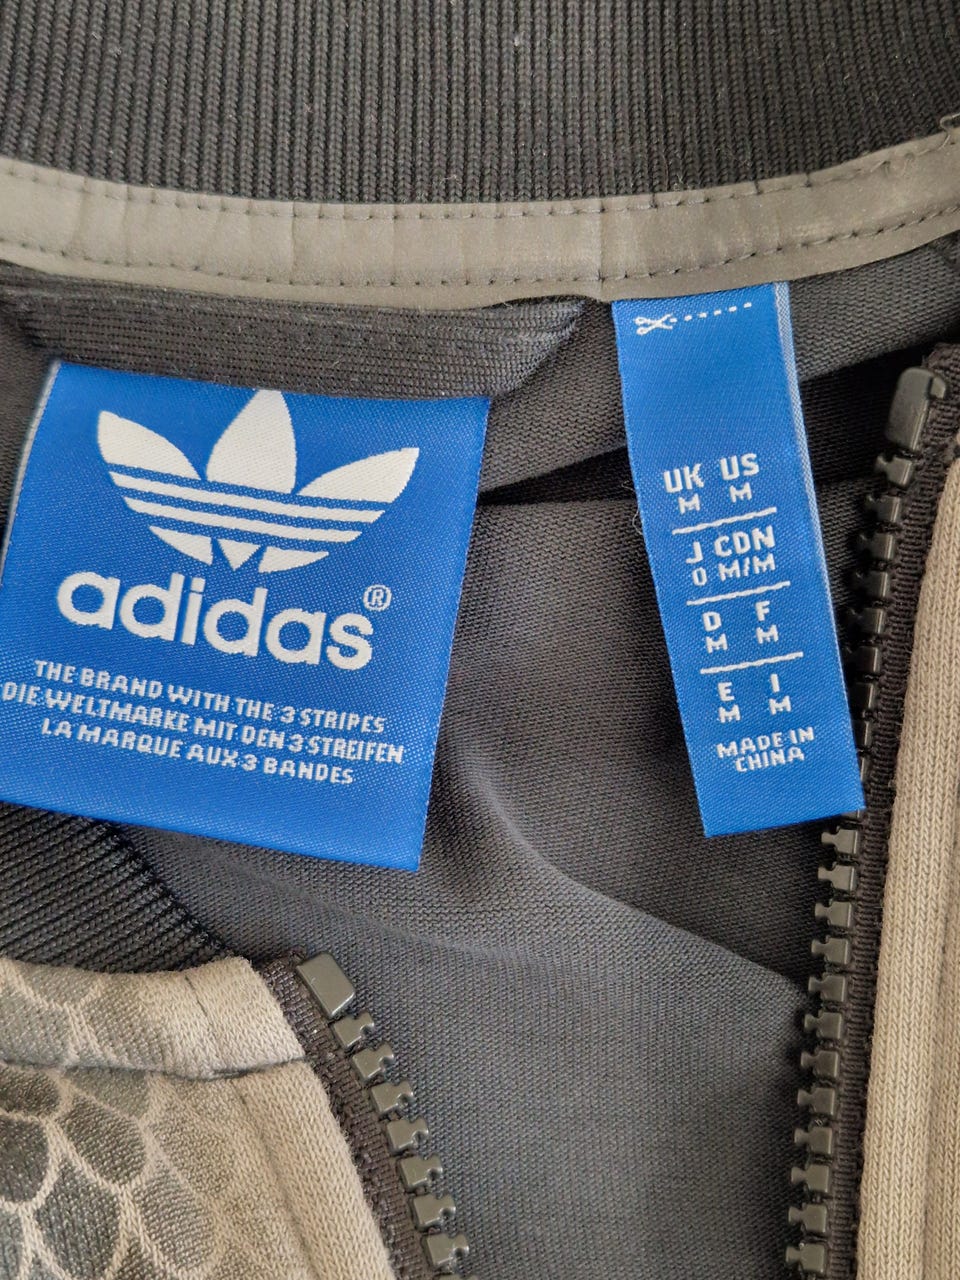 adidas®
THE BRAND WITH THE 3 STRIPES
DIE WELTMARKE MIT DEN 3 STREIFEN
LA MARQUE AUX 3 BANDES
UK US
M M
J CDN
O M/M
D F
M M
E I
M M
MADE IN
CHINA